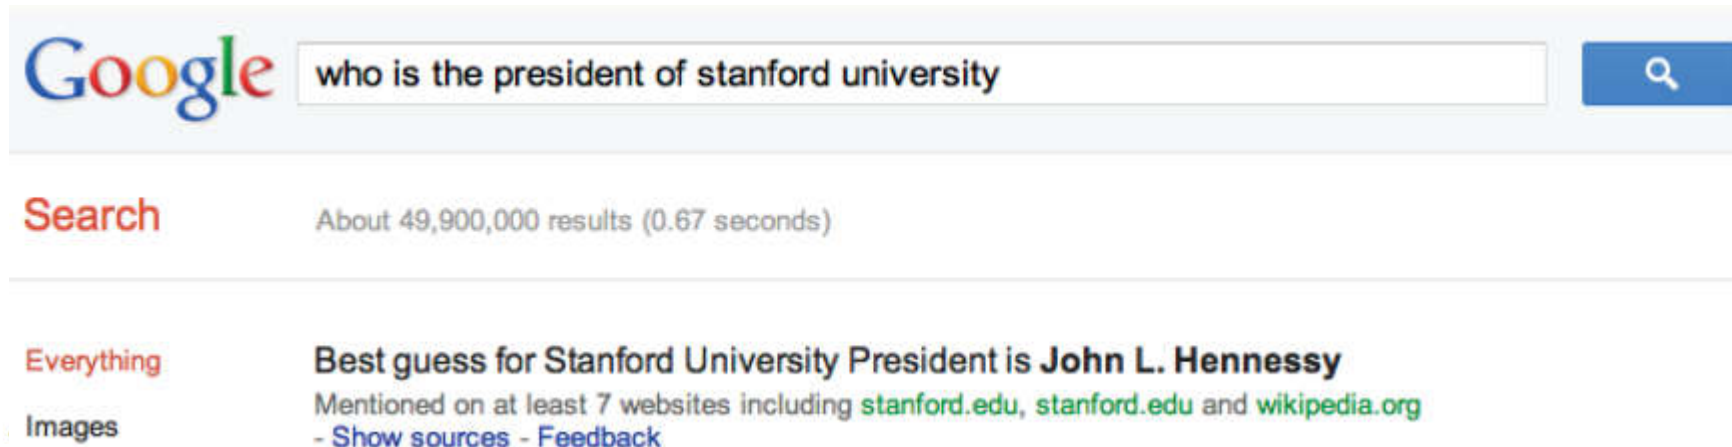 Google who is the president of stanford university
Search About 49,900,000 results (0.67 seconds)
Everything Best guess for Stanford University President is John L. Hennessy
Mentioned on at least 7 websites including stanford.edu, stanford.edu and wikipedia.org
Images - Show sources - Feedback